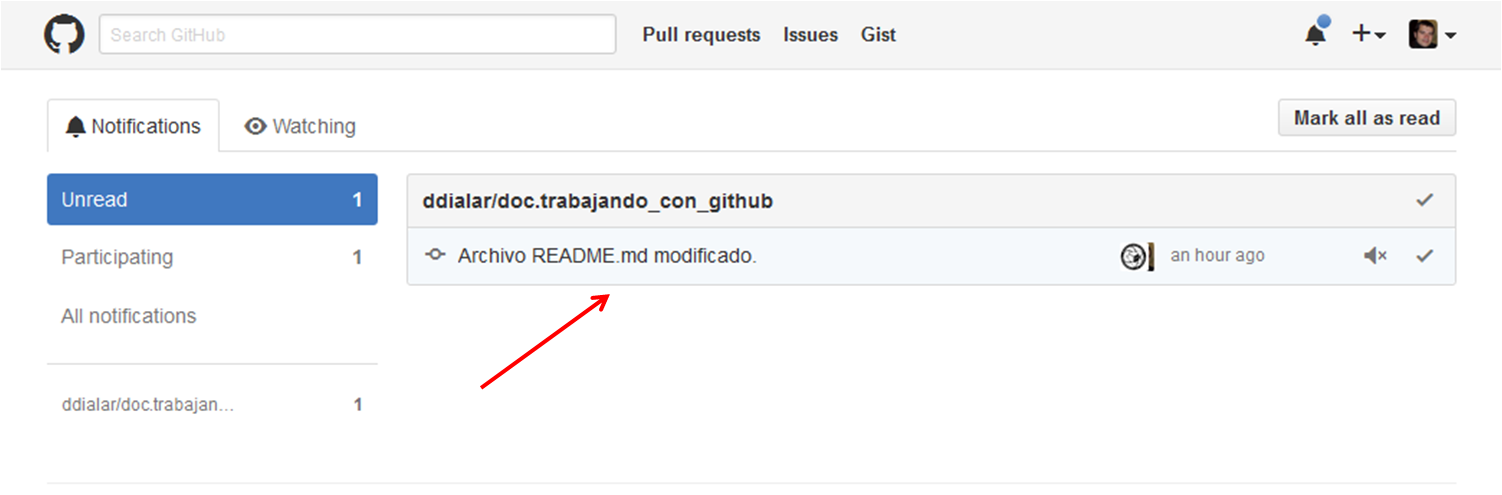 Search GitHub Pull requests Issues Gist
Notifications Watching Mark all as read
Unread 1
Participating 1
All notifications
ddialar/doc.trabajan... 1
ddialar/doc.trabajando_con_github
Archivo README.md modificado. an hour ago